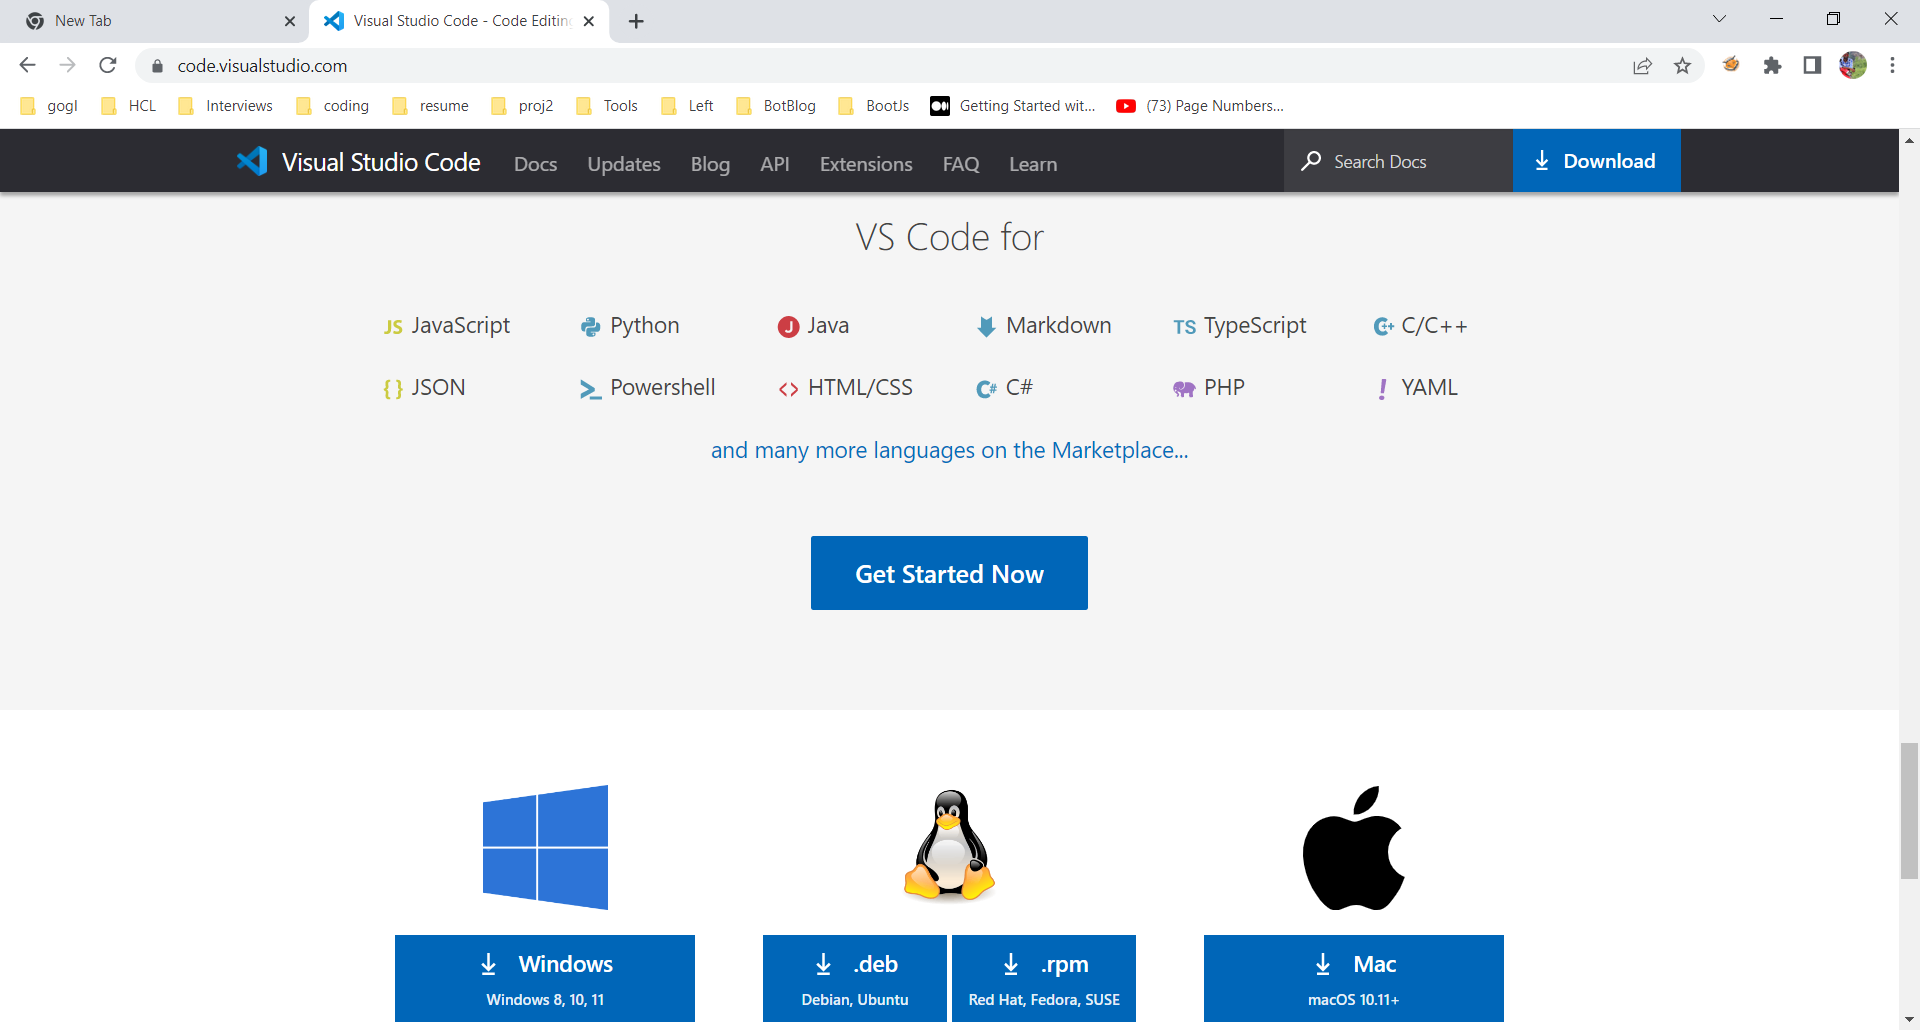 New Tab
Visual Studio Code - Code Editing
code.visualstudio.com
gogl HCL Interviews coding resume proj2 Tools Left BotBlog BootJs Getting Started wit... (73) Page Numbers...
Visual Studio Code Docs Updates Blog API Extensions FAQ Learn Search Docs Download
VS Code for
JS JavaScript Python J Java Markdown TS TypeScript C++ C/C++
{ } JSON Powershell <> HTML/CSS C# C# PHP ! YAML
and many more languages on the Marketplace...
Get Started Now
Windows .deb .rpm Mac
Windows 8, 10, 11 Debian, Ubuntu Red Hat, Fedora, SUSE macOS 10.11+